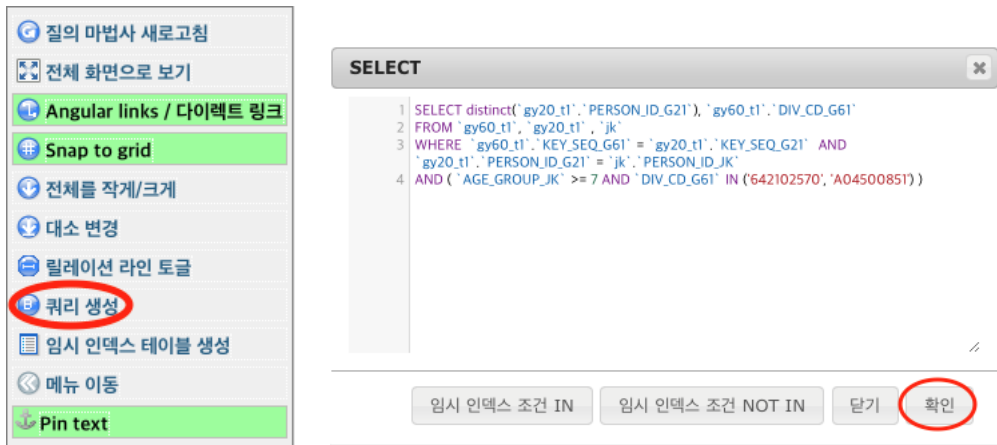 질의 마법사 새로고침
전체 화면으로 보기
Angular links / 다이렉트 링크
Snap to grid
전체를 작게/크게
대소 변경
릴레이션 라인 토글
쿼리 생성
임시 인덱스 테이블 생성
메뉴 이동
Pin text
SELECT
1 SELECT distinct(`gy20_t1`.`PERSON_ID_G21`), `gy60_t1`.`DIV_CD_G61`
2 FROM `gy60_t1`, `gy20_t1` , `jk`
3 WHERE `gy60_t1`.`KEY_SEQ_G61` = `gy20_t1`.`KEY_SEQ_G21` AND
`gy20_t1`.`PERSON_ID_G21` = `jk`.`PERSON_ID_JK`
4 AND ( `AGE_GROUP_JK` >= 7 AND `DIV_CD_G61` IN ('642102570', 'A04500851') )
임시 인덱스 조건 IN
임시 인덱스 조건 NOT IN
닫기
확인